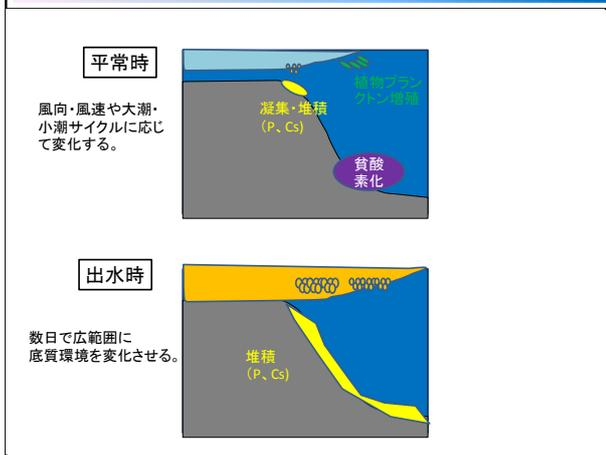 平常時
風向・風速や大潮・
小潮サイクルに応じ
て変化する。
植物プラン
クトン増殖
凝集・堆積
（P、Cs）
貧酸
素化
出水時
数日で広範囲に
底質環境を変化させる。
堆積
（P、Cs）